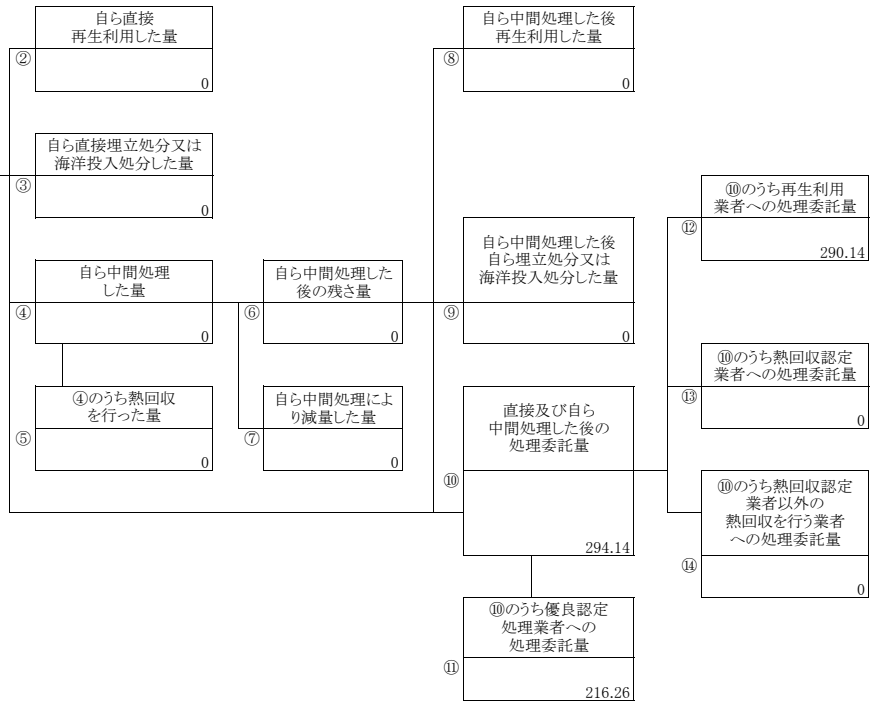 自ら直接
再生利用した量
②
0
自ら直接埋立処分又は
海洋投入処分した量
③
0
自ら中間処理
した量
④
0
④のうち熱回収
を行った量
⑤
0
自ら中間処理した
後の残さ量
⑥
0
自ら中間処理によ
り減量した量
⑦
0
自ら中間処理した後
再生利用した量
⑧
0
自ら中間処理した後
自ら埋立処分又は
海洋投入処分した量
⑨
0
直接及び自ら
中間処理した後の
処理委託量
⑩
294.14
⑩のうち優良認定
処理業者への
処理委託量
⑪
216.26
⑩のうち再生利用
業者への処理委託量
⑫
290.14
⑩のうち熱回収認定
業者への処理委託量
⑬
0
⑩のうち熱回収認定
業者以外の
熱回収を行う業者
への処理委託量
⑭
0